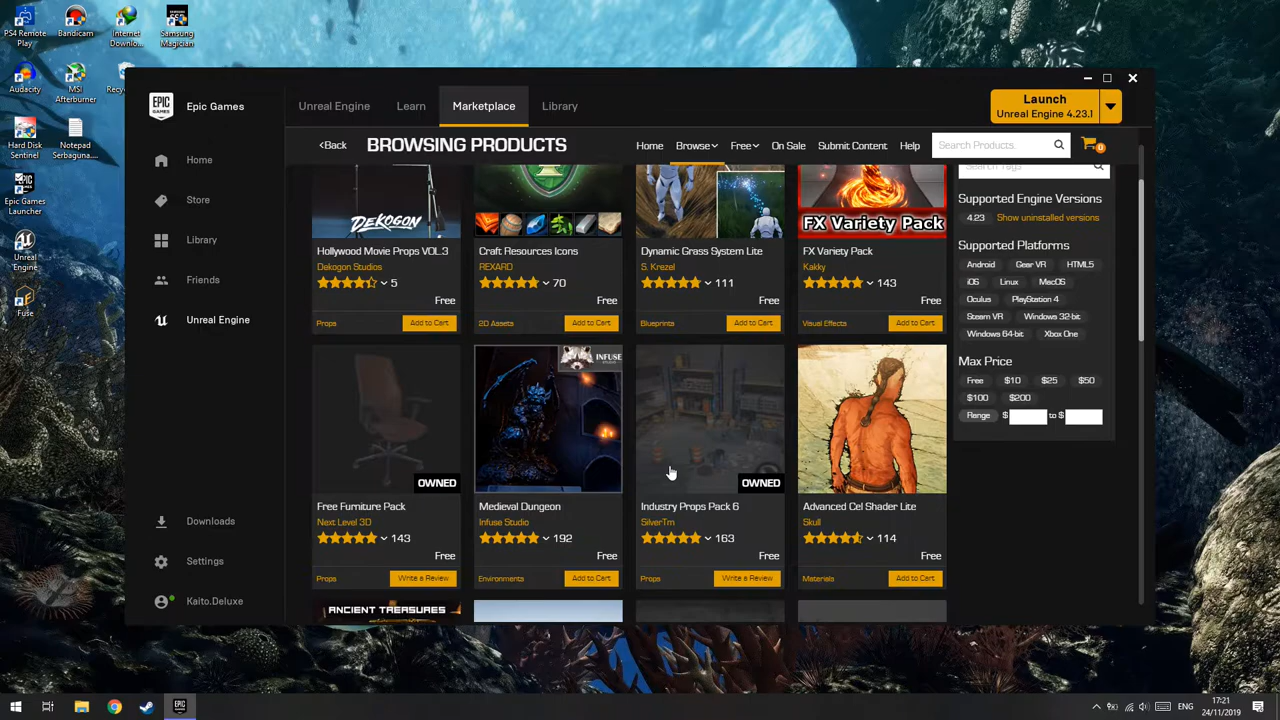 PS4 Remote
Play
Bandicam
Internet
Downlo...
Samsung
Magician
Audacity
MSI
Afterburner
Recyc
Hard Disk
Sentinel
Notepad
Serbaguna....
Epic Games
Launcher
Unreal
Engine
Fuse
EPIC
GAMES
Epic Games
Home
Store
Library
Friends
Unreal Engine
Downloads
Settings
Kaito.Deluxe
Unreal Engine
Learn
Marketplace
Library
Launch
Unreal Engine 4.23.1
<Back
BROWSING PRODUCTS
Home
Browse
Free
On Sale
Submit Content
Help
Search Products.
0
DEKOGON
FX Variety Pack
Hollywood Movie Props VOL.3
Dekogon Studios
5
Free
Props
Add to Cart
Craft Resources Icons
REXARD
70
Free
2D Assets
Add to Cart
Dynamic Grass System Lite
S. Krezel
111
Free
Blueprints
Add to Cart
FX Variety Pack
Kakky
143
Free
Visual Effects
Add to Cart
OWNED
Free Furniture Pack
Next Level 3D
143
Free
Props
Write a Review
INFUSE
STUDIO
Medieval Dungeon
Infuse Studio
192
Free
Environments
Add to Cart
OWNED
Industry Props Pack 6
SilverTm
163
Free
Props
Write a Review
Advanced Cel Shader Lite
Skull
114
Free
Materials
Add to Cart
ANCIENT TREASURES
Search Tags
Supported Engine Versions
4.23 Show uninstalled versions
Supported Platforms
Android Gear VR HTML5
iOS Linux MacOS
Oculus PlayStation 4
Steam VR Windows 32-bit
Windows 64-bit Xbox One
Max Price
Free $10 $25 $50
$100 $200
Range $ to $
ENG
17:21
24/11/2019